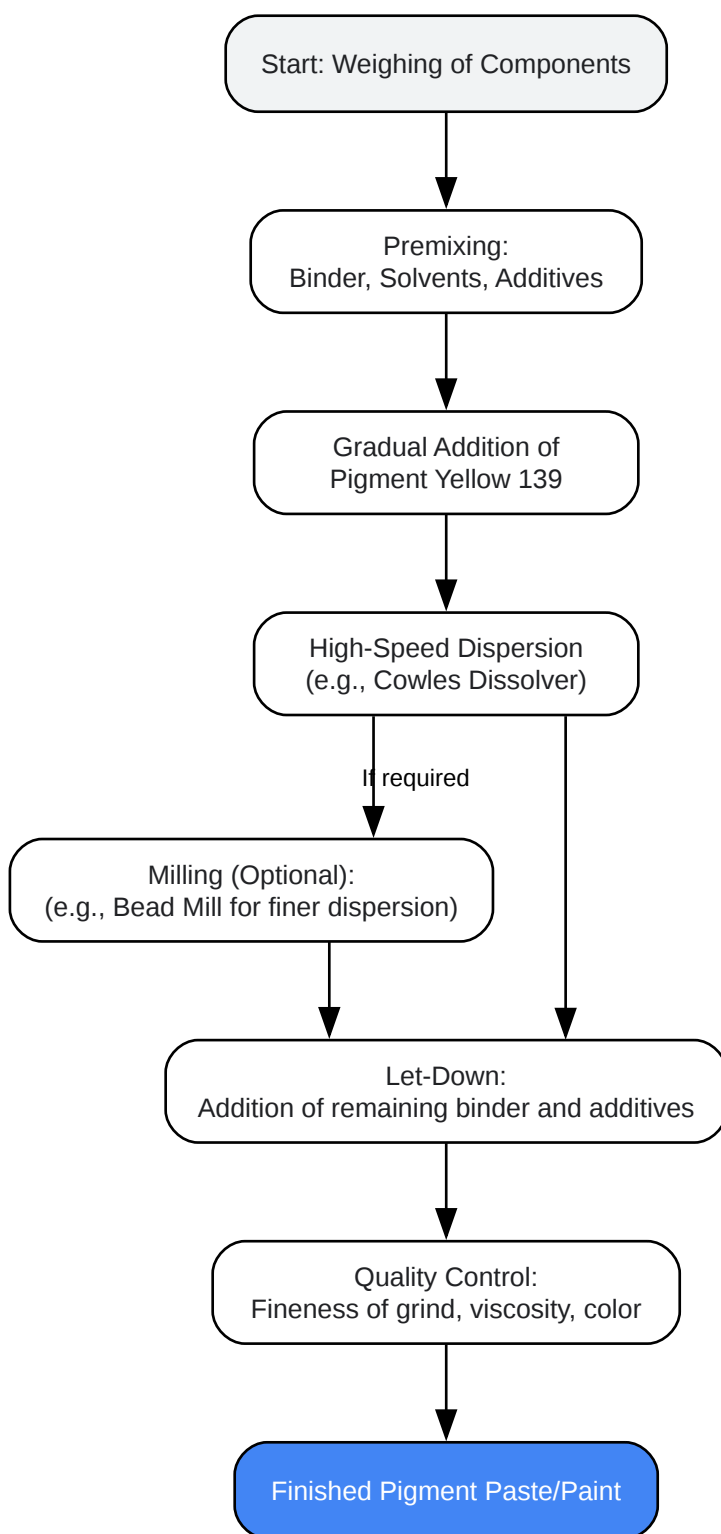 Start: Weighing of Components
Premixing:
Binder, Solvents, Additives
Gradual Addition of
Pigment Yellow 139
High-Speed Dispersion
(e.g., Cowles Dissolver)
If required
Milling (Optional):
(e.g., Bead Mill for finer dispersion)
Let-Down:
Addition of remaining binder and additives
Quality Control:
Fineness of grind, viscosity, color
Finished Pigment Paste/Paint